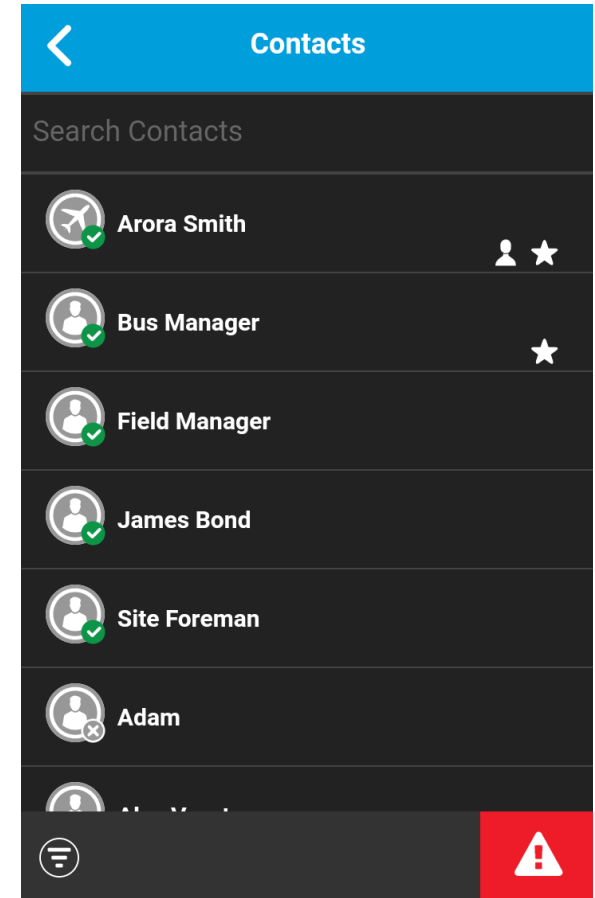 Contacts
Search Contacts
Arora Smith
Bus Manager
Field Manager
James Bond
Site Foreman
Adam